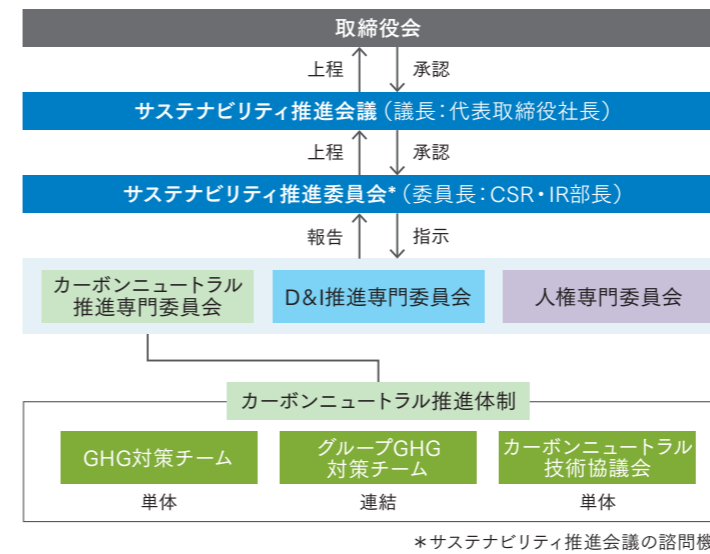 取締役会
上程 承認
サステナビリティ推進会議（議長：代表取締役社長）
上程 承認
サステナビリティ推進委員会*（委員長：CSR・IR部長）
報告 指示
カーボンニュートラル
推進専門委員会
D&I推進専門委員会
人権専門委員会
カーボンニュートラル推進体制
GHG対策チーム
単体
グループGHG
対策チーム
連結
カーボンニュートラル
技術協議会
単体
＊サステナビリティ推進会議の諮問機